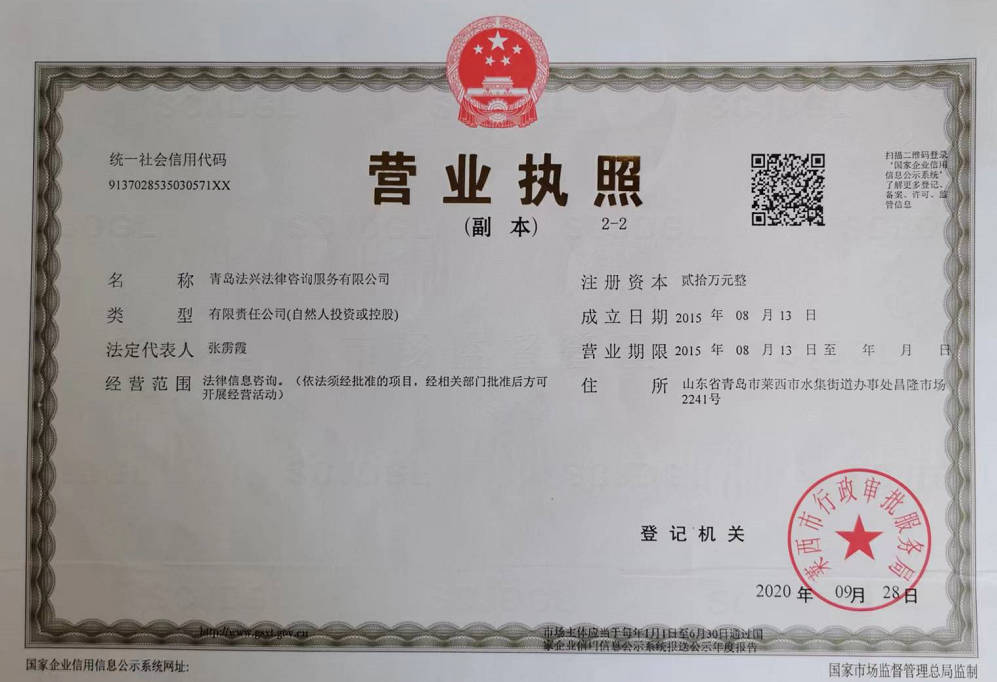 统一社会信用代码
9137028535030571XX
营业执照
(副 本) 2-2
扫描二维码登录
‘国家企业信用
信息公示系统’
了解更多登记、
备案、许可、监
管信息
名 称 青岛法兴法律咨询服务有限公司
类 型 有限责任公司(自然人投资或控股)
法定代表人 张雳霞
经营范围 法律信息咨询。(依法须经批准的项目，经相关部门批准后方可
开展经营活动)
注册资本 贰拾万元整
成立日期 2015 年 08 月 13 日
营业期限 2015 年 08 月 13 日 至 年 月 日
住 所 山东省青岛市莱西市水集街道办事处昌隆市场
2241号
登记机关
莱西市行政审批服务局
2020 年 09月 28日
http://www.gsxt.gov.cn
国家企业信用信息公示系统网址:
市场主体应当于每年1月1日至6月30日通过国
家企业信用信息公示系统报送公示年度报告
国家市场监督管理总局监制